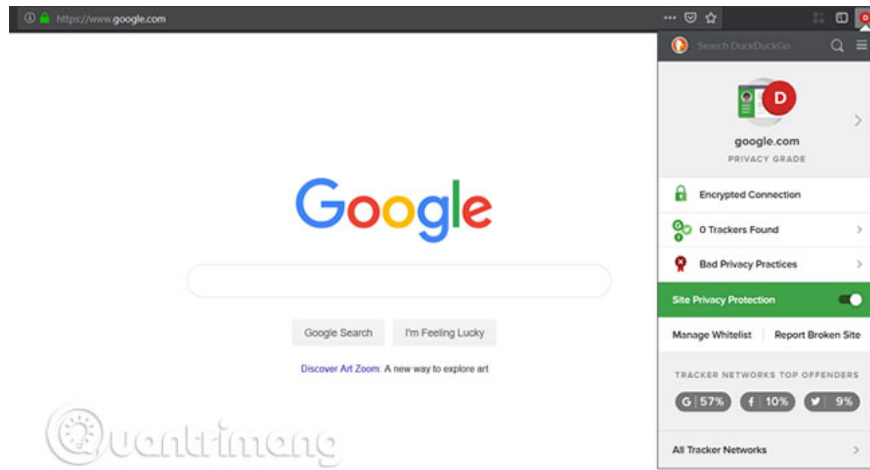 https://www.google.com
Search DuckDuckGo
D
google.com
PRIVACY GRADE
Encrypted Connection
0 Trackers Found
Bad Privacy Practices
Site Privacy Protection
Manage Whitelist
Report Broken Site
TRACKER NETWORKS TOP OFFENDERS
G 57%
f 10%
9%
All Tracker Networks
Google
Google Search
I'm Feeling Lucky
Discover Art Zoom: A new way to explore art
Quantrimang